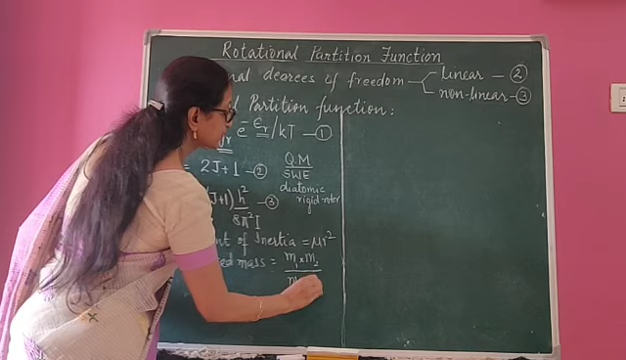 Rotational Partition Function
nal degrees of freedom — linear — ②
non-linear — ③
Partition function:
e^-εr/kT — ①
= 2J+1 — ②
QM
SWE
diatomic
rigid-rotor
J+1) h²/8π²I — ③
nt of Inertia = μr²
ed mass = m₁×m₂
m